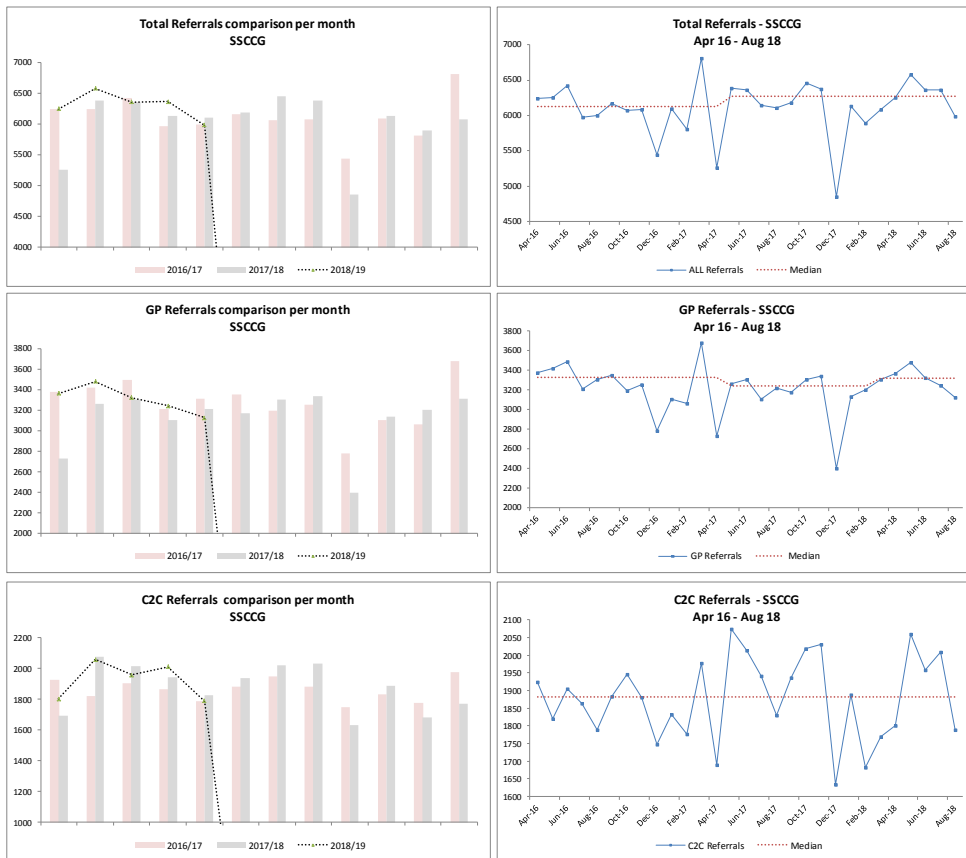 Total Referrals comparison per month
SSCCG
7000
6500
6000
5500
5000
4500
4000
2016/17 2017/18 2018/19
Total Referrals - SSCCG
Apr 16 - Aug 18
7000
6500
6000
5500
5000
4500
Apr-16 Jun-16 Aug-16 Oct-16 Dec-16 Feb-17 Apr-17 Jun-17 Aug-17 Oct-17 Dec-17 Feb-18 Apr-18 Jun-18 Aug-18
ALL Referrals Median
GP Referrals comparison per month
SSCCG
3800
3600
3400
3200
3000
2800
2600
2400
2200
2000
2016/17 2017/18 2018/19
GP Referrals - SSCCG
Apr 16 - Aug 18
3800
3600
3400
3200
3000
2800
2600
2400
2200
2000
Apr-16 Jun-16 Aug-16 Oct-16 Dec-16 Feb-17 Apr-17 Jun-17 Aug-17 Oct-17 Dec-17 Feb-18 Apr-18 Jun-18 Aug-18
GP Referrals Median
C2C Referrals comparison per month
SSCCG
2200
2000
1800
1600
1400
1200
1000
2016/17 2017/18 2018/19
C2C Referrals - SSCCG
Apr 16 - Aug 18
2100
2050
2000
1950
1900
1850
1800
1750
1700
1650
1600
Apr-16 Jun-16 Aug-16 Oct-16 Dec-16 Feb-17 Apr-17 Jun-17 Aug-17 Oct-17 Dec-17 Feb-18 Apr-18 Jun-18 Aug-18
C2C Referrals Median